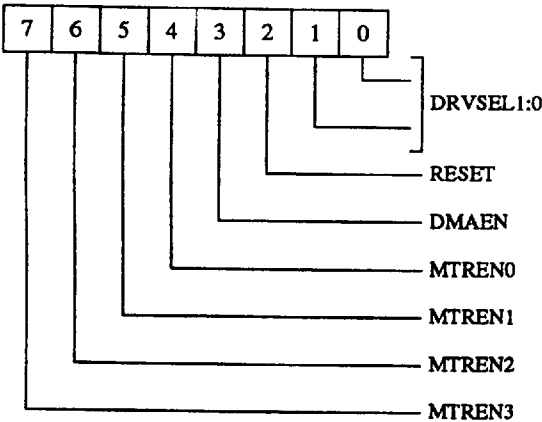 7 6 5 4 3 2 1 0
DRVSEL1:0
RESET
DMAEN
MTREN0
MTREN1
MTREN2
MTREN3